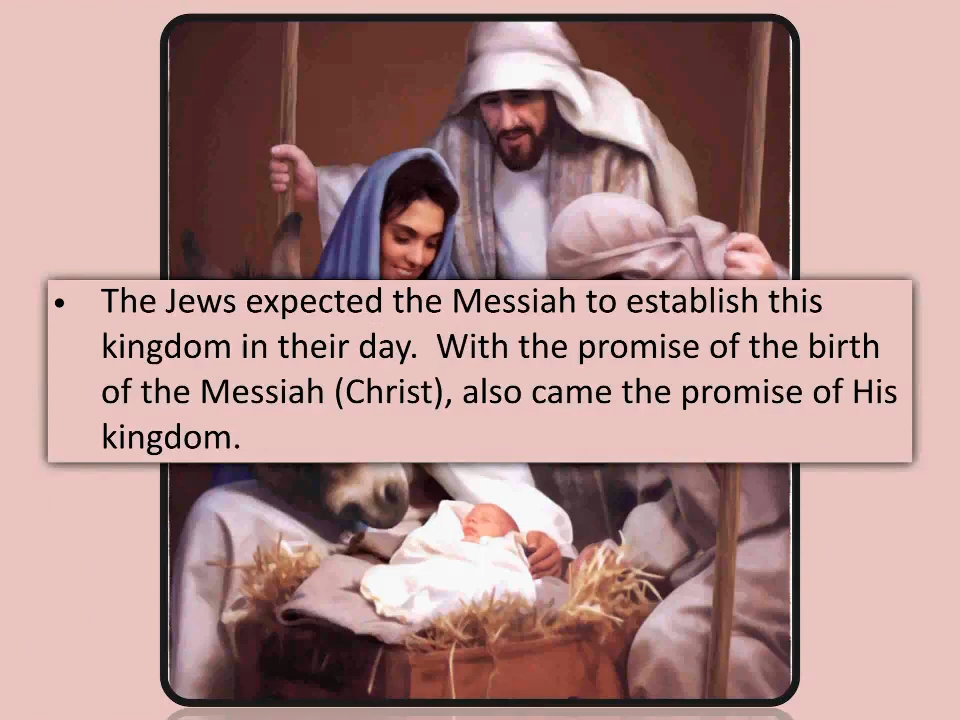 • The Jews expected the Messiah to establish this
kingdom in their day.  With the promise of the birth
of the Messiah (Christ), also came the promise of His
kingdom.